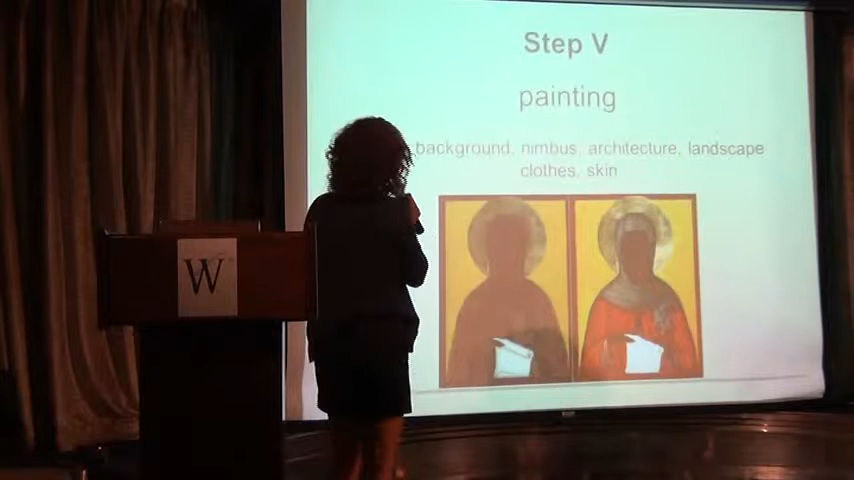 Step V
painting
background, nimbus, architecture, landscape
clothes, skin
W